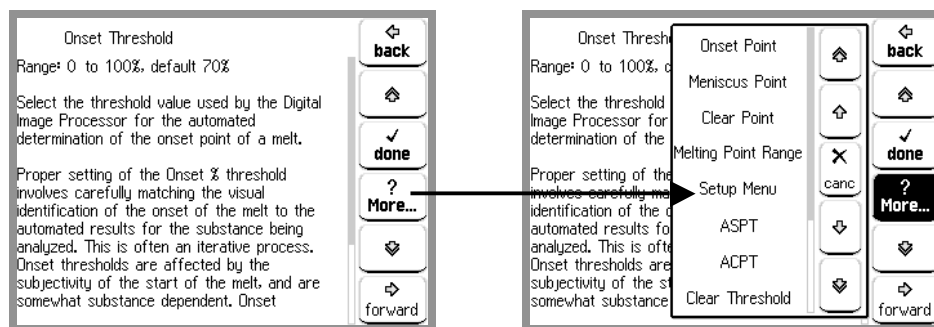 Onset Threshold
Range: 0 to 100%, default 70%
Select the threshold value used by the Digital
Image Processor for the automated
determination of the onset point of a melt.
Proper setting of the Onset % threshold
involves carefully matching the visual
identification of the onset of the melt to the
automated results for the substance being
analyzed. This is often an iterative process.
Onset thresholds are affected by the
subjectivity of the start of the melt, and are
somewhat substance dependent. Onset
back
done
?
More...
forward
Onset Thresh
Range: 0 to 100%, d
Select the threshold
Image Processor for
determination of the
Proper setting of the
involves carefully ma
identification of the o
automated results fo
analyzed. This is ofte
Onset thresholds are
subjectivity of the st
somewhat substance
Onset Point
Meniscus Point
Clear Point
Melting Point Range
Setup Menu
ASPT
ACPT
Clear Threshold
canc
back
done
?
More...
forward